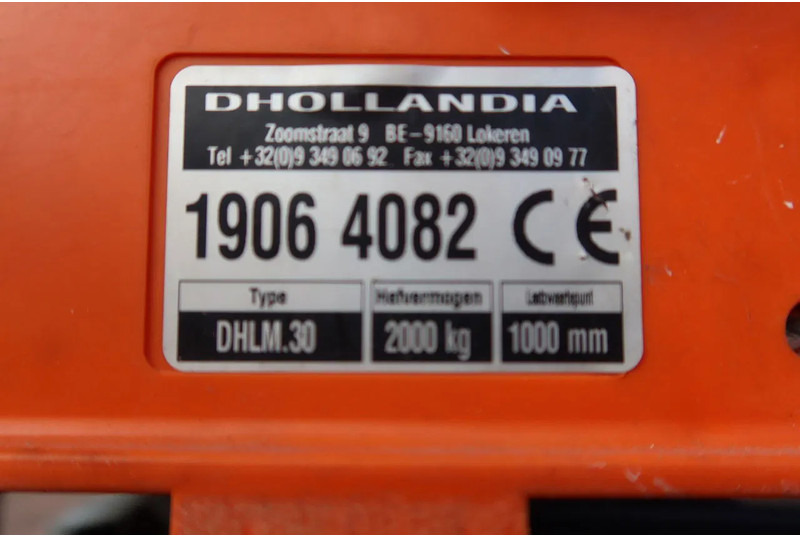 DHOLLANDIA
Zoomstraat 9 BE-9160 Lokeren
Tel +32(0)9 349 06 92 Fax +32(0)9 349 09 77
1906 4082 CE
Type Hefvermogen
DHLM.30 2000 kg 1000 mm